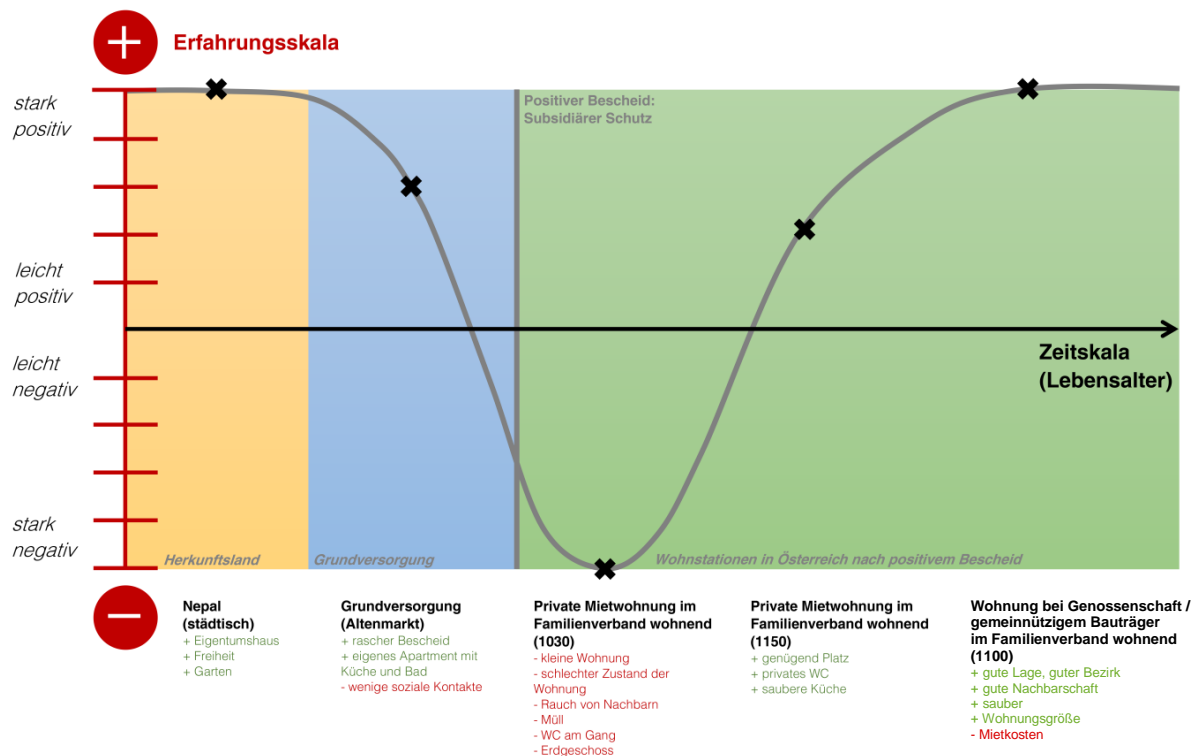 + Erfahrungsskala
stark
positiv
leicht
positiv
leicht
negativ
stark
negativ
Positiver Bescheid:
Subsidiärer Schutz
Zeitskala
(Lebensalter)
Herkunftsland
Grundversorgung
Wohnstationen in Österreich nach positivem Bescheid
−
Nepal
(städtisch)
+ Eigentumshaus
+ Freiheit
+ Garten
Grundversorgung
(Altenmarkt)
+ rascher Bescheid
+ eigenes Apartment mit
Küche und Bad
- wenige soziale Kontakte
Private Mietwohnung im
Familienverband wohnend
(1030)
- kleine Wohnung
- schlechter Zustand der
Wohnung
- Rauch von Nachbarn
- Müll
- WC am Gang
- Erdgeschoss
Private Mietwohnung im
Familienverband wohnend
(1150)
+ genügend Platz
+ privates WC
+ saubere Küche
Wohnung bei Genossenschaft /
gemeinnützigem Bauträger
im Familienverband wohnend
(1100)
+ gute Lage, guter Bezirk
+ gute Nachbarschaft
+ sauber
+ Wohnungsgröße
- Mietkosten